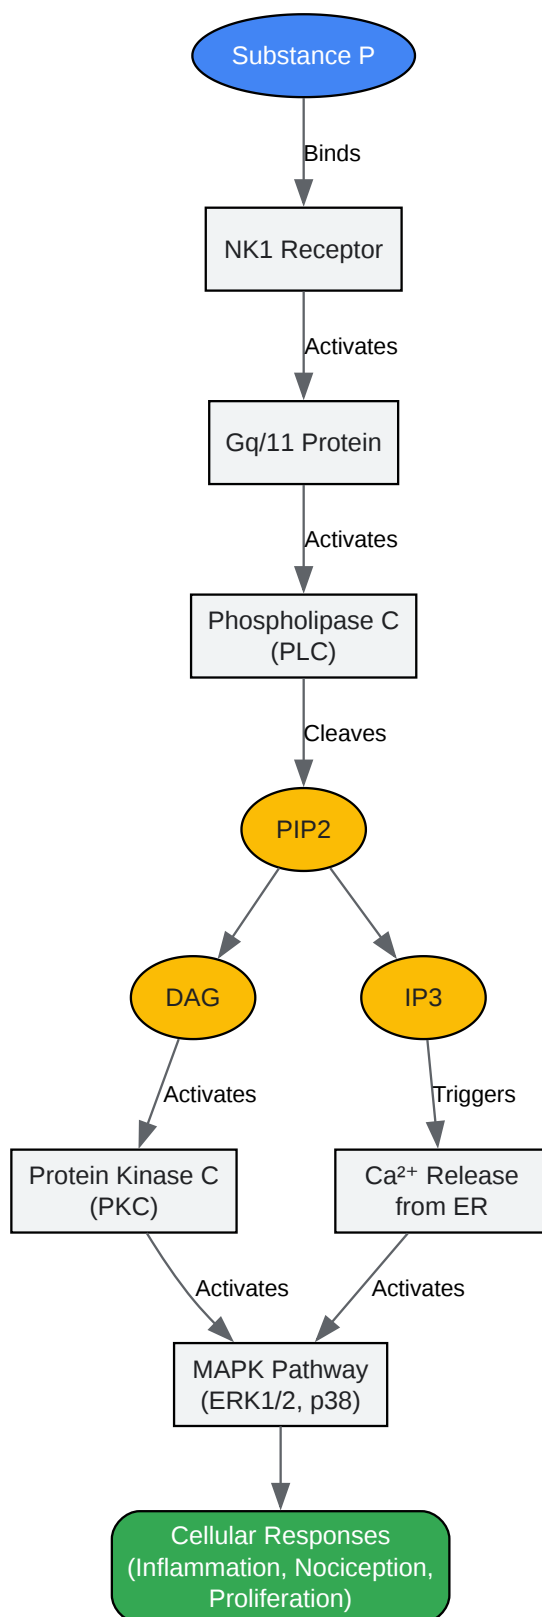 Substance P
Binds
NK1 Receptor
Activates
Gq/11 Protein
Activates
Phospholipase C
(PLC)
Cleaves
PIP2
DAG
IP3
Activates
Triggers
Protein Kinase C
(PKC)
Ca²⁺ Release
from ER
Activates
Activates
MAPK Pathway
(ERK1/2, p38)
Cellular Responses
(Inflammation, Nociception,
Proliferation)